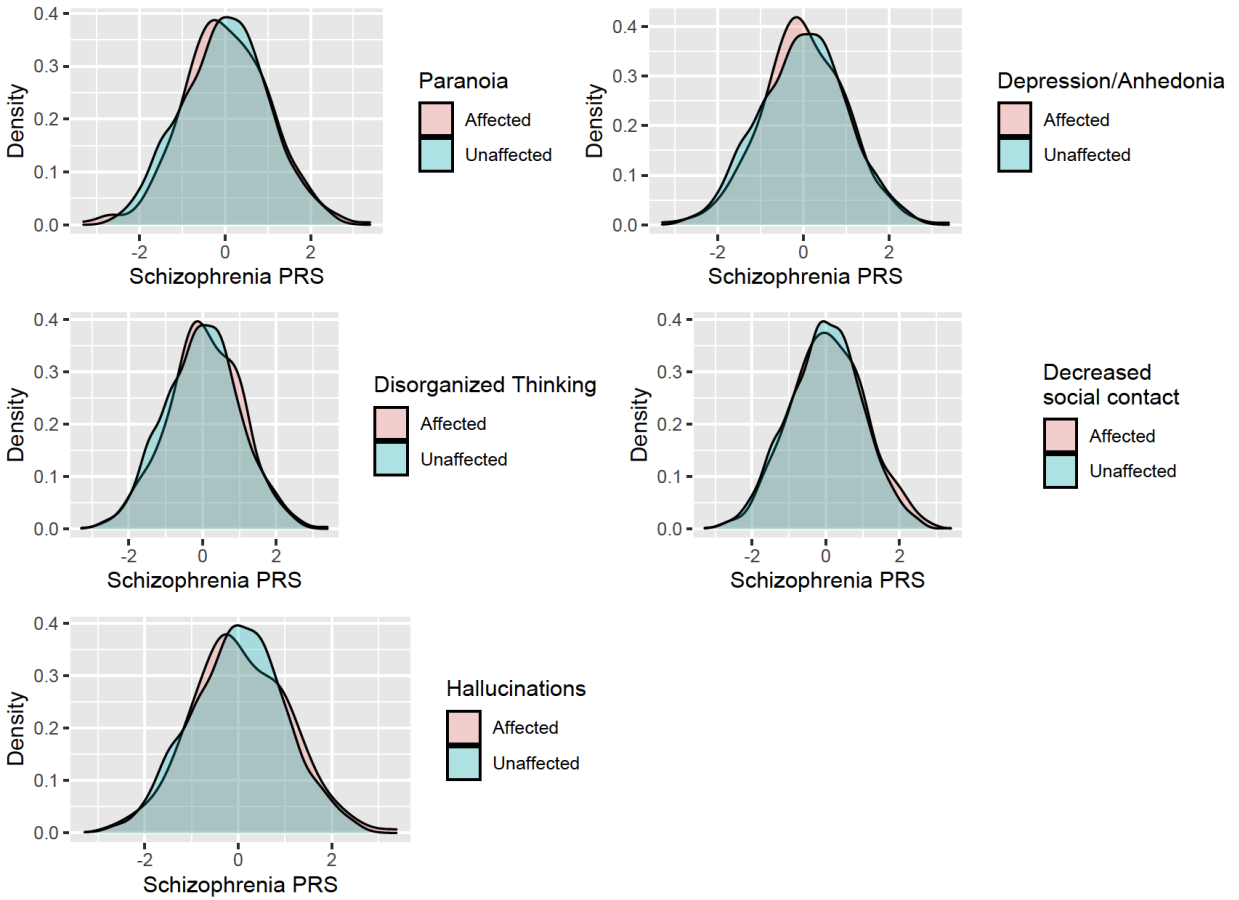 0.4
0.3
0.2
0.1
0.0
Density
-2 0 2
Schizophrenia PRS
Paranoia
Affected
Unaffected
0.4
0.3
0.2
0.1
0.0
Density
-2 0 2
Schizophrenia PRS
Depression/Anhedonia
Affected
Unaffected
0.4
0.3
0.2
0.1
0.0
Density
-2 0 2
Schizophrenia PRS
Disorganized Thinking
Affected
Unaffected
0.4
0.3
0.2
0.1
0.0
Density
-2 0 2
Schizophrenia PRS
Decreased
social contact
Affected
Unaffected
0.4
0.3
0.2
0.1
0.0
Density
-2 0 2
Schizophrenia PRS
Hallucinations
Affected
Unaffected